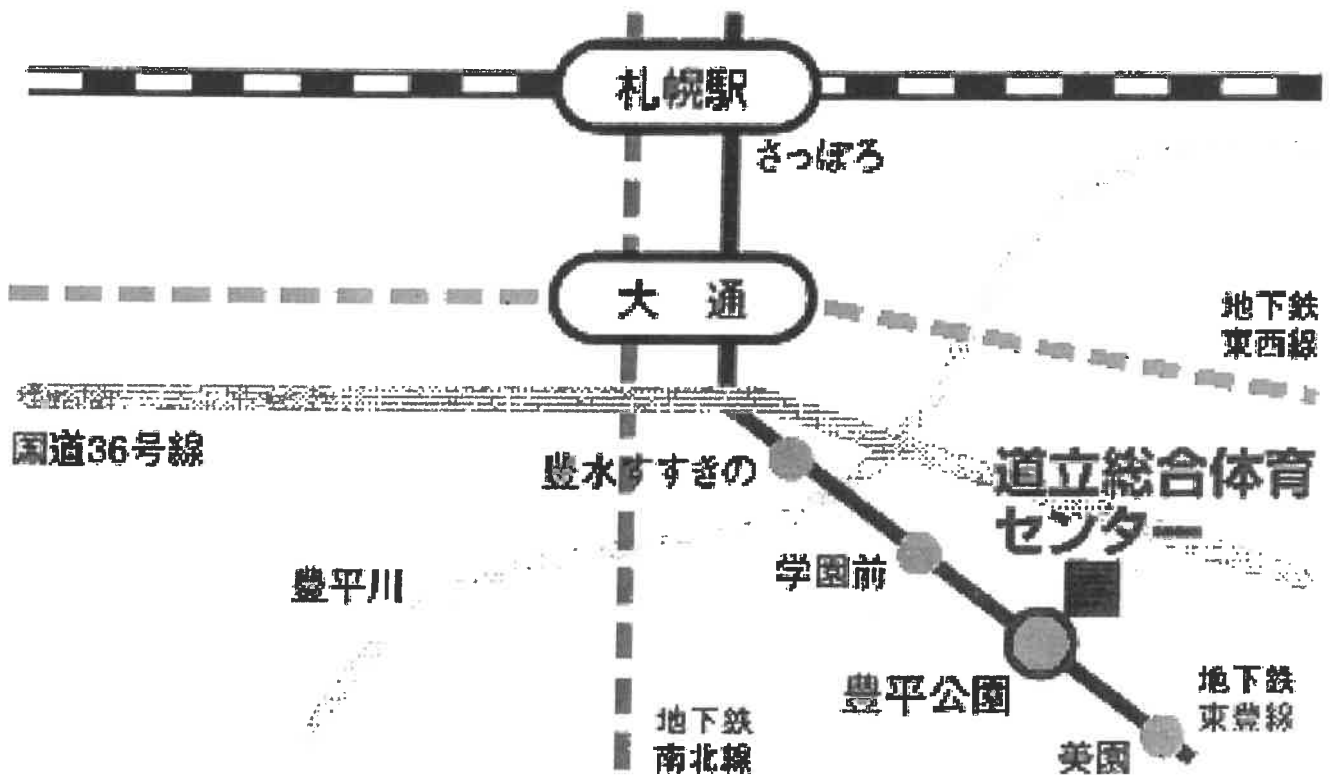 札幌駅
さっぽろ
大 通
地下鉄
東西線
国道36号線
豊水すすきの
道立総合体育
センター
学園前
豊平川
豊平公園
地下鉄
東豊線
地下鉄
南北線
美園